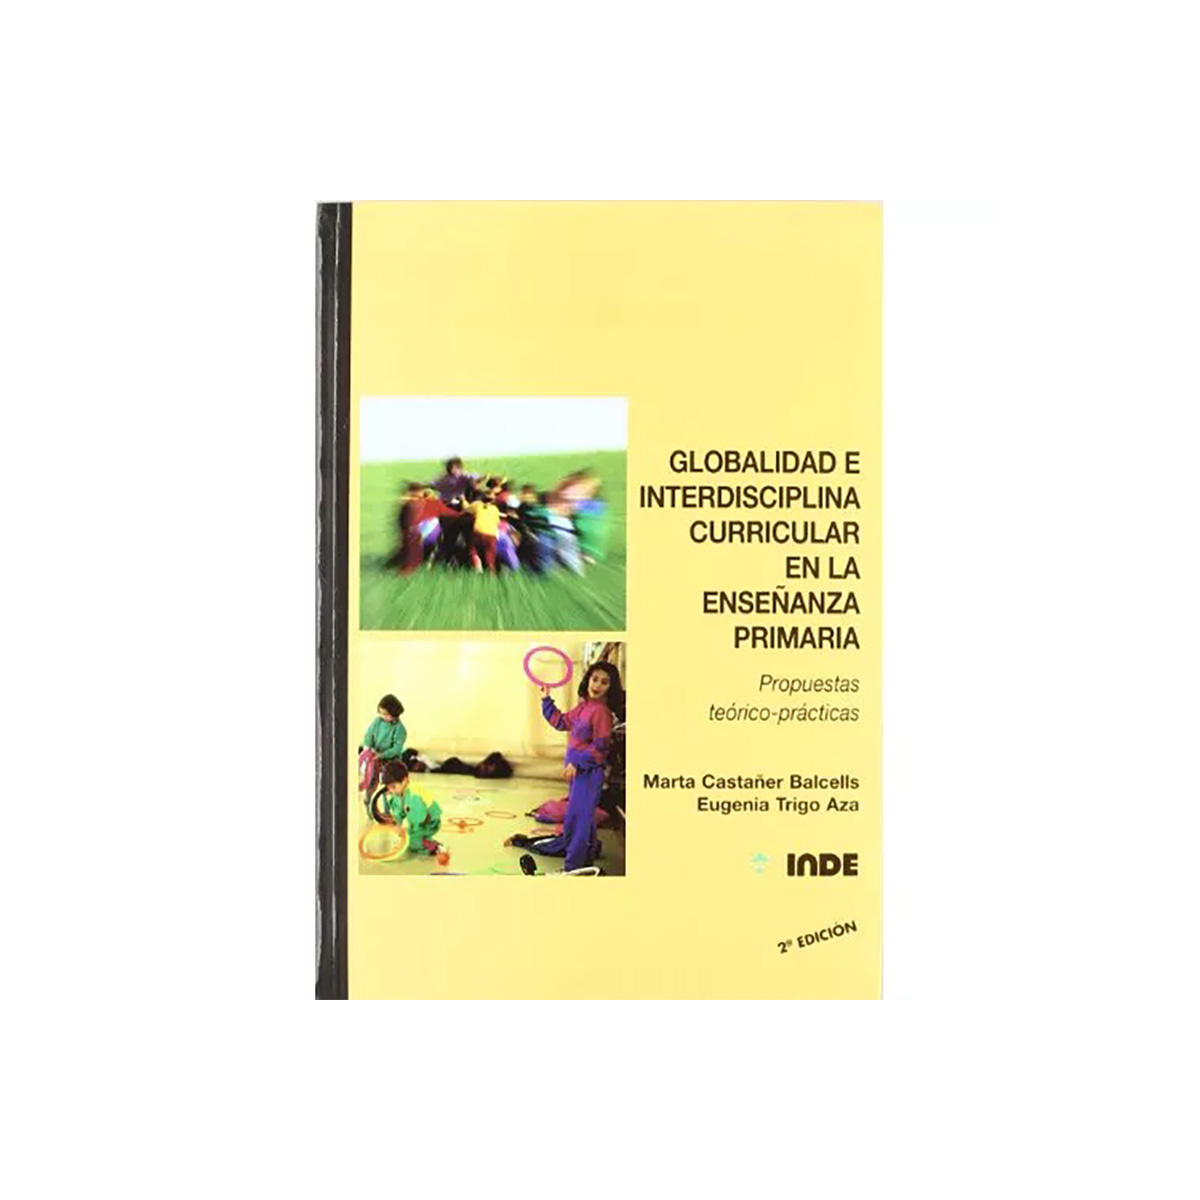 GLOBALIDAD E
INTERDISCIPLINA
CURRICULAR
EN LA
ENSEÑANZA
PRIMARIA
Propuestas
teórico-prácticas
Marta Castañer Balcells
Eugenia Trigo Aza
INDE
2ª EDICIÓN